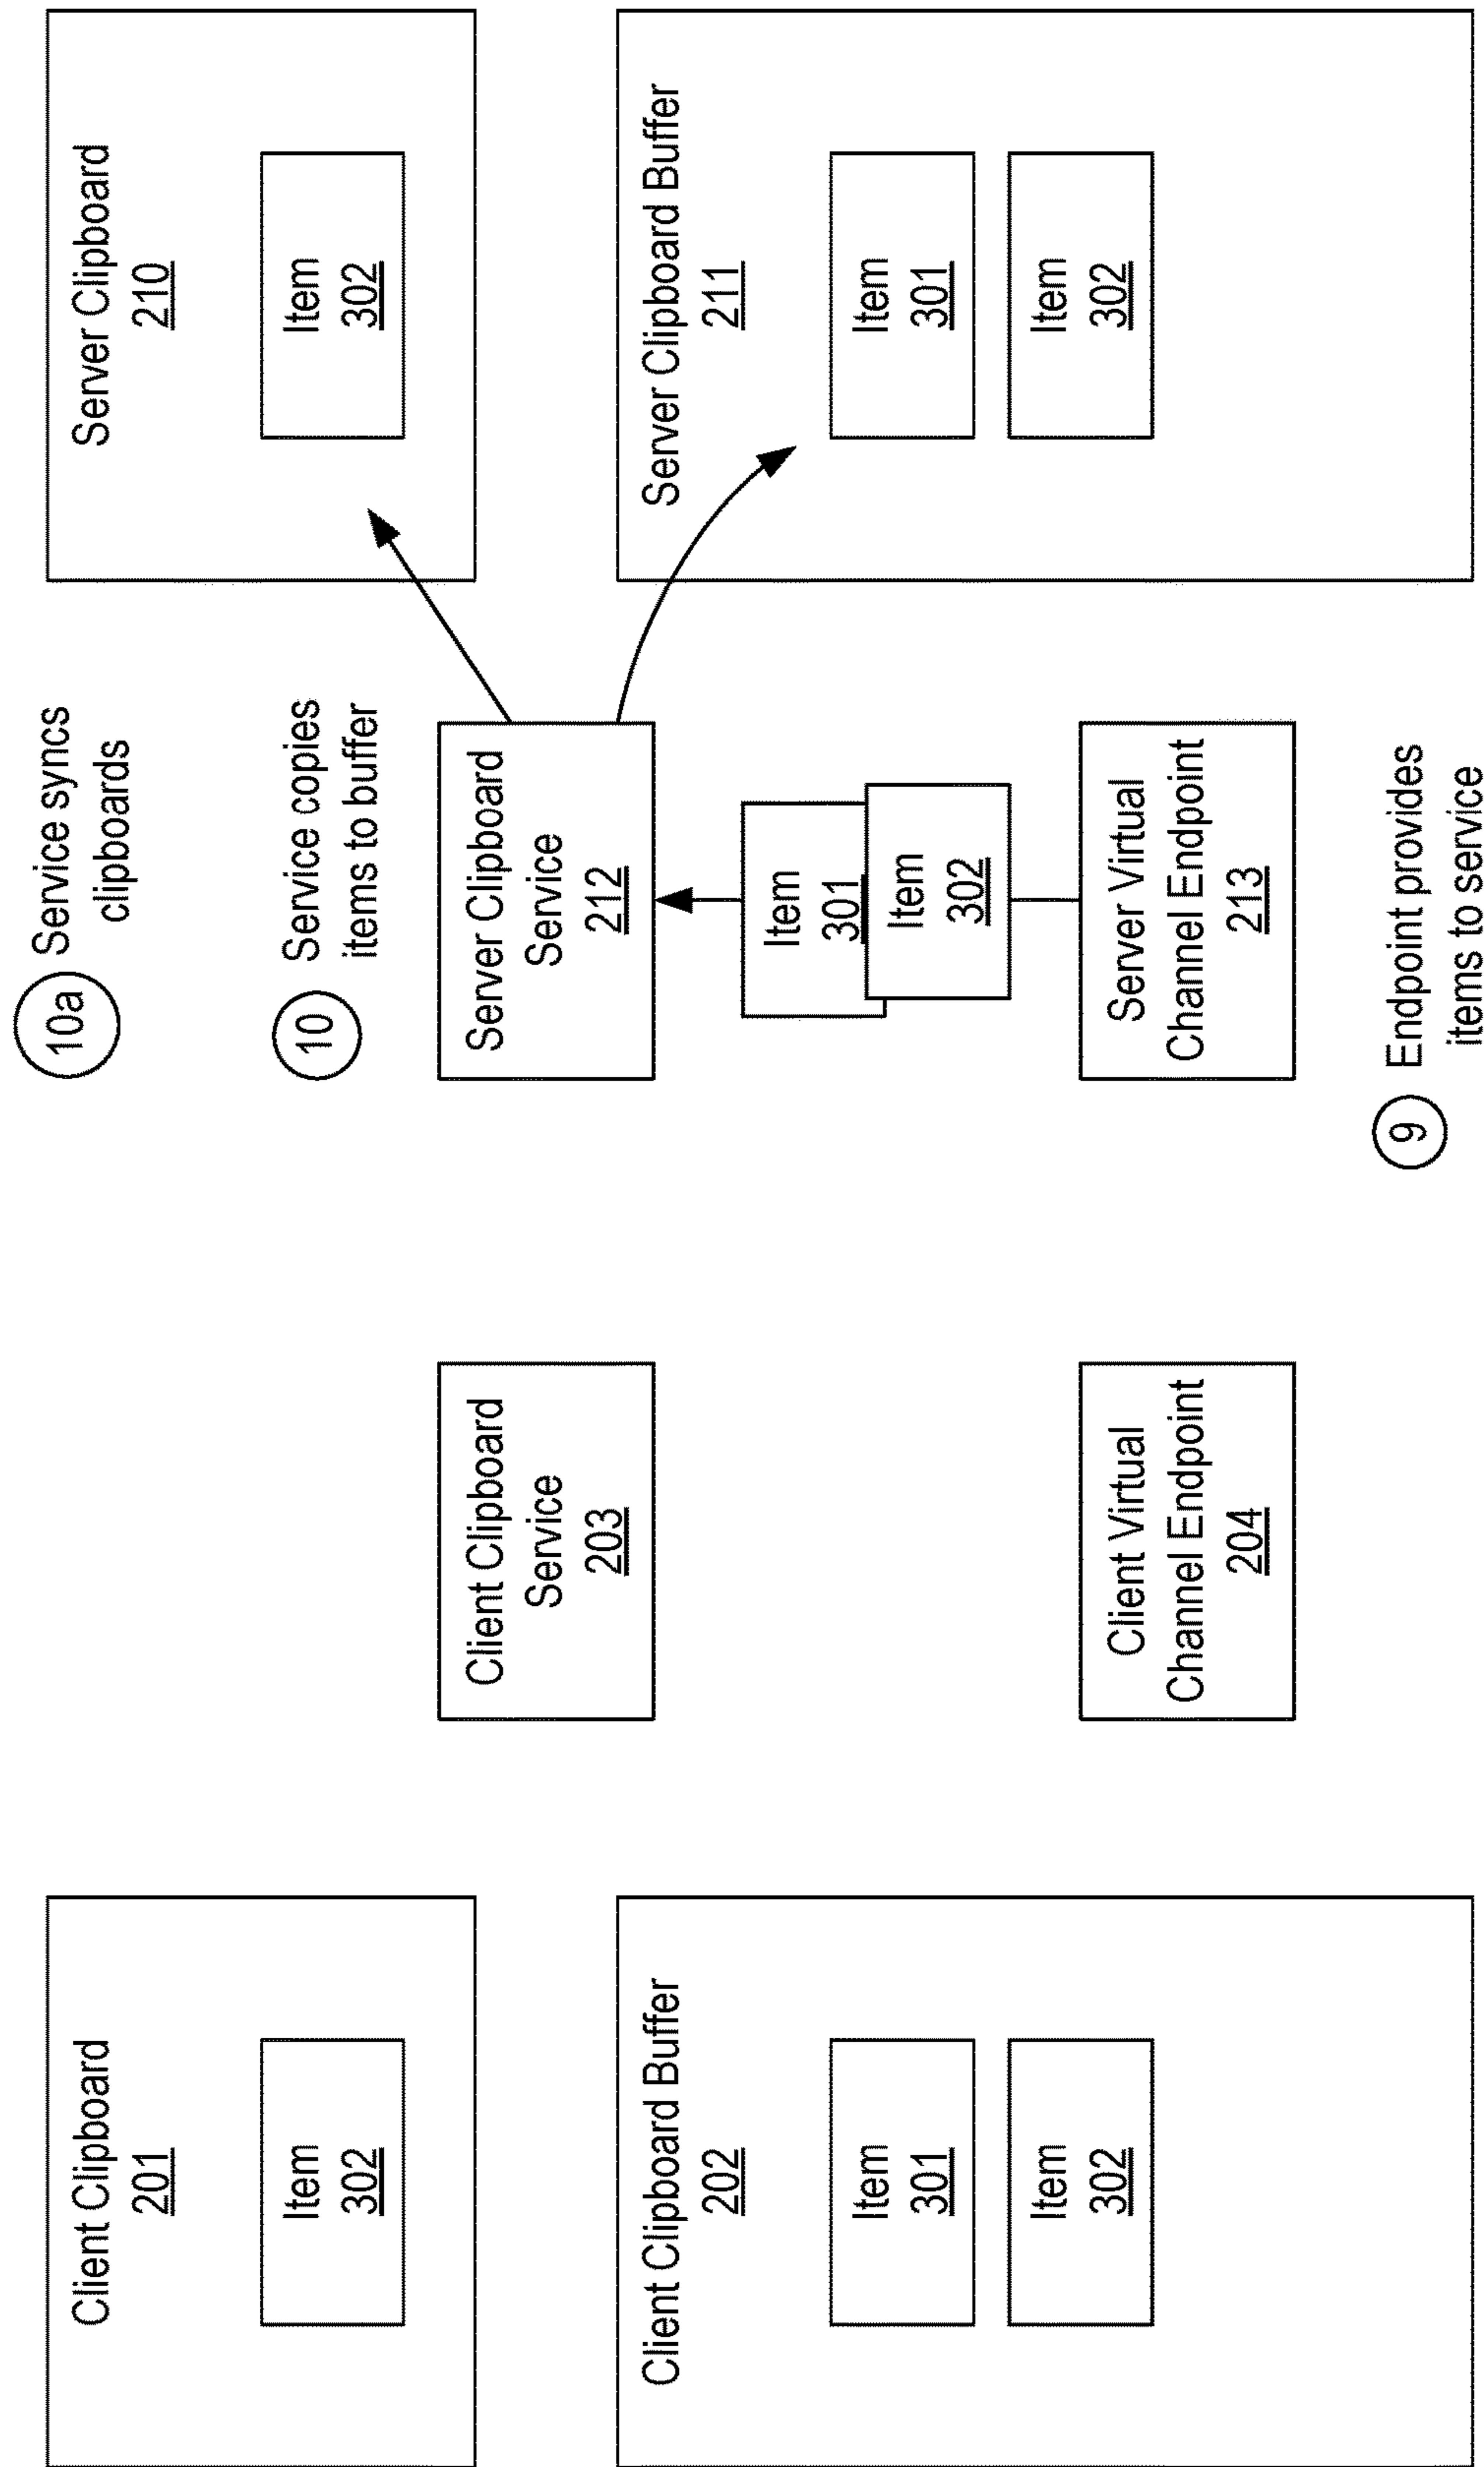 Client Clipboard
201
Item
302
Client Clipboard Buffer
202
Item
301
Item
302
Client Clipboard
Service
203
Client Virtual
Channel Endpoint
204
10a
Service syncs
clipboards
10
Service copies
items to buffer
Server Clipboard
Service
212
Item
301
Item
302
Server Virtual
Channel Endpoint
213
9
Endpoint provides
items to service
Server Clipboard
210
Item
302
Server Clipboard Buffer
211
Item
301
Item
302